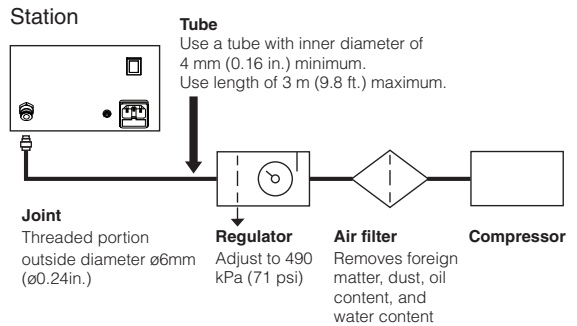 Station
Tube
Use a tube with inner diameter of
4 mm (0.16 in.) minimum.
Use length of 3 m (9.8 ft.) maximum.
Joint
Threaded portion
outside diameter ø6mm
(ø0.24in.)
Regulator
Adjust to 490
kPa (71 psi)
Air filter
Removes foreign
matter, dust, oil
content, and
water content
Compressor